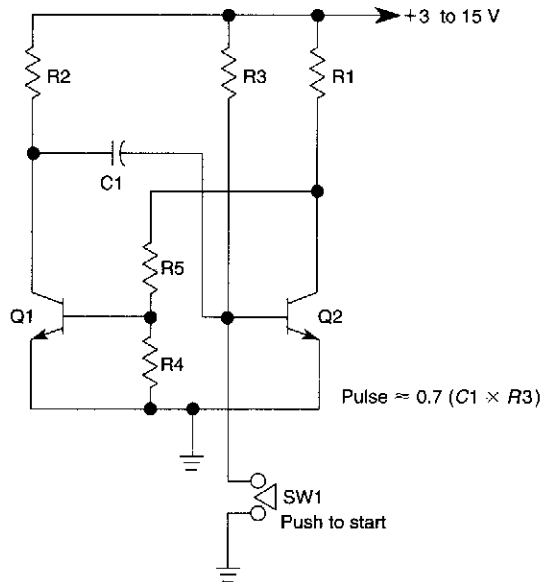 +3 to 15 V
R2
R3
R1
C1
R5
Q1
Q2
R4
Pulse ≈ 0.7 (C1 × R3)
SW1
Push to start